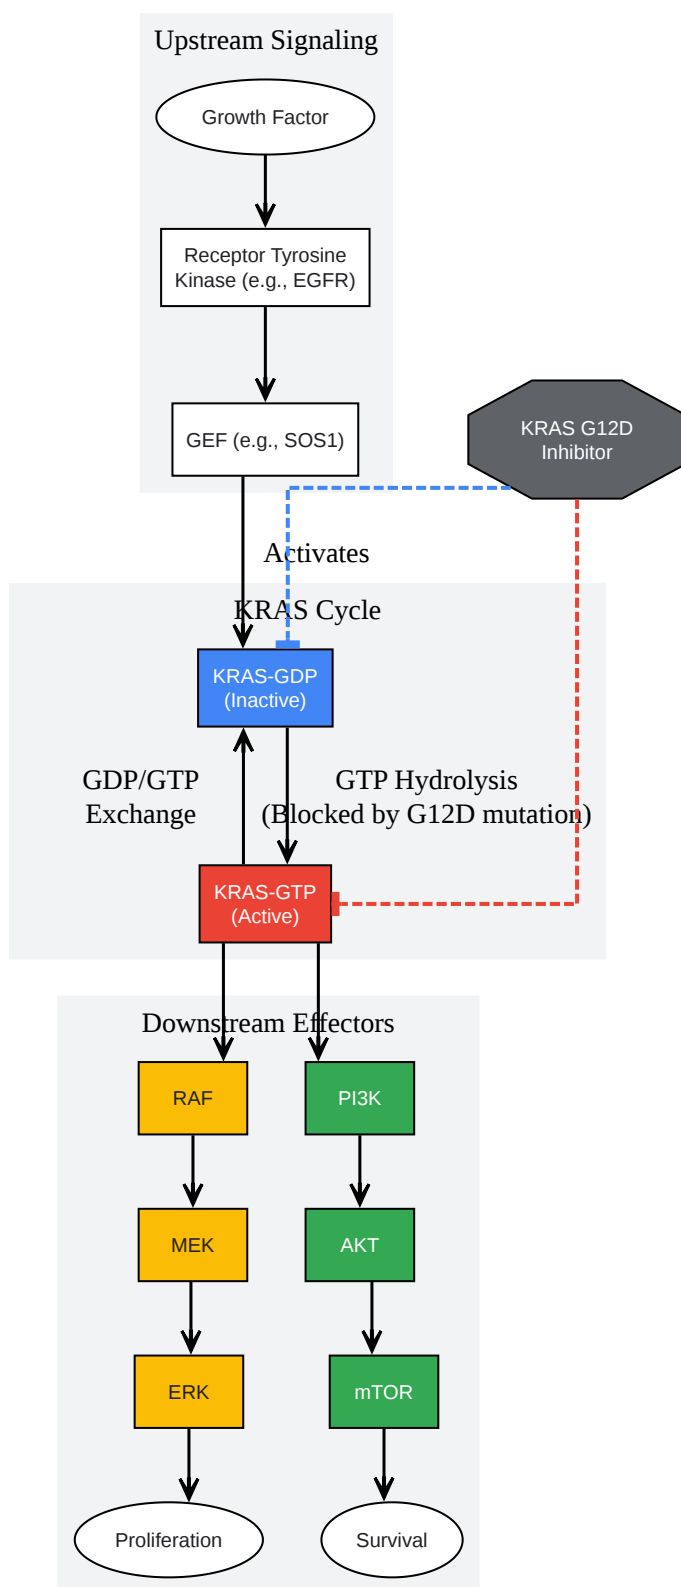 Upstream Signaling
Growth Factor
Receptor Tyrosine
Kinase (e.g., EGFR)
GEF (e.g., SOS1)
KRAS G12D
Inhibitor
Activates
KRAS Cycle
KRAS-GDP
(Inactive)
GDP/GTP
Exchange
GTP Hydrolysis
(Blocked by G12D mutation)
KRAS-GTP
(Active)
Downstream Effectors
RAF
PI3K
MEK
AKT
ERK
mTOR
Proliferation
Survival